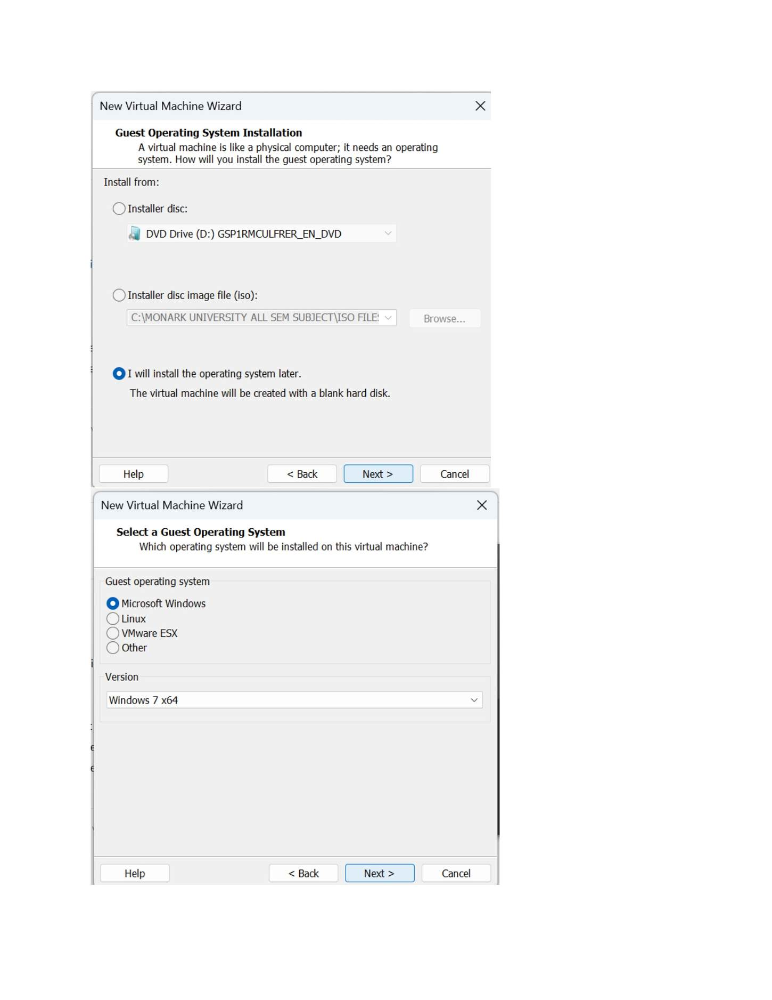 New Virtual Machine Wizard
Guest Operating System Installation
A virtual machine is like a physical computer; it needs an operating
system. How will you install the guest operating system?
Install from:
Installer disc:
DVD Drive (D:) GSP1RMCULFRER_EN_DVD
Installer disc image file (iso):
C:\MONARK UNIVERSITY ALL SEM SUBJECT\ISO FILE
Browse...
I will install the operating system later.
The virtual machine will be created with a blank hard disk.
Help
< Back
Next >
Cancel
New Virtual Machine Wizard
Select a Guest Operating System
Which operating system will be installed on this virtual machine?
Guest operating system
Microsoft Windows
Linux
VMware ESX
Other
Version
Windows 7 x64
Help
< Back
Next >
Cancel